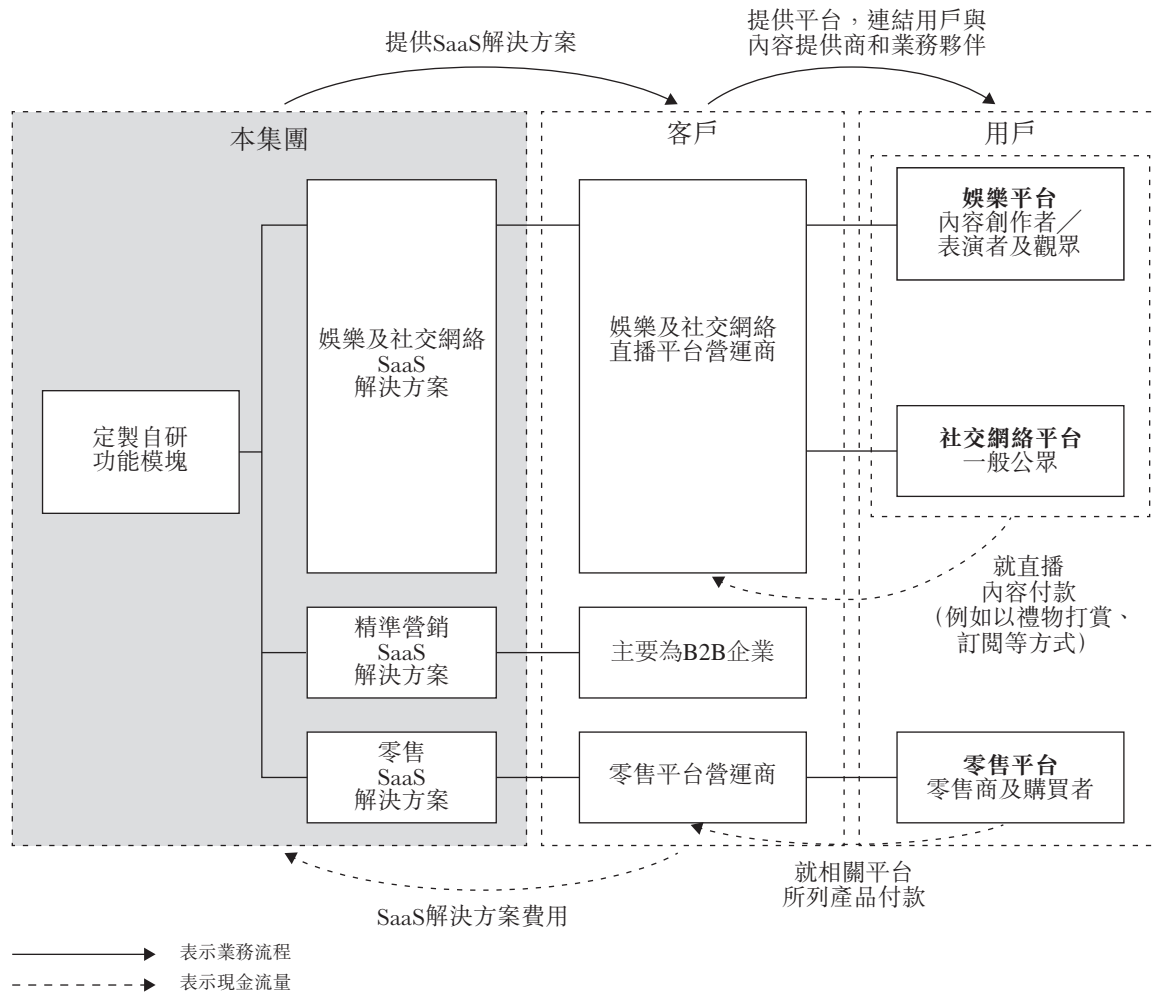 提供SaaS解決方案
提供平台，連結用戶與
內容提供商和業務夥伴
本集團
客戶
用戶
定製自研
功能模塊
娛樂及社交網絡
SaaS
解決方案
娛樂及社交網絡
直播平台營運商
娛樂平台
內容創作者／
表演者及觀眾
社交網絡平台
一般公眾
就直播
內容付款
（例如以禮物打賞、
訂閱等方式）
精準營銷
SaaS
解決方案
主要為B2B企業
零售
SaaS
解決方案
零售平台營運商
零售平台
零售商及購買者
就相關平台
所列產品付款
SaaS解決方案費用
表示業務流程
表示現金流量